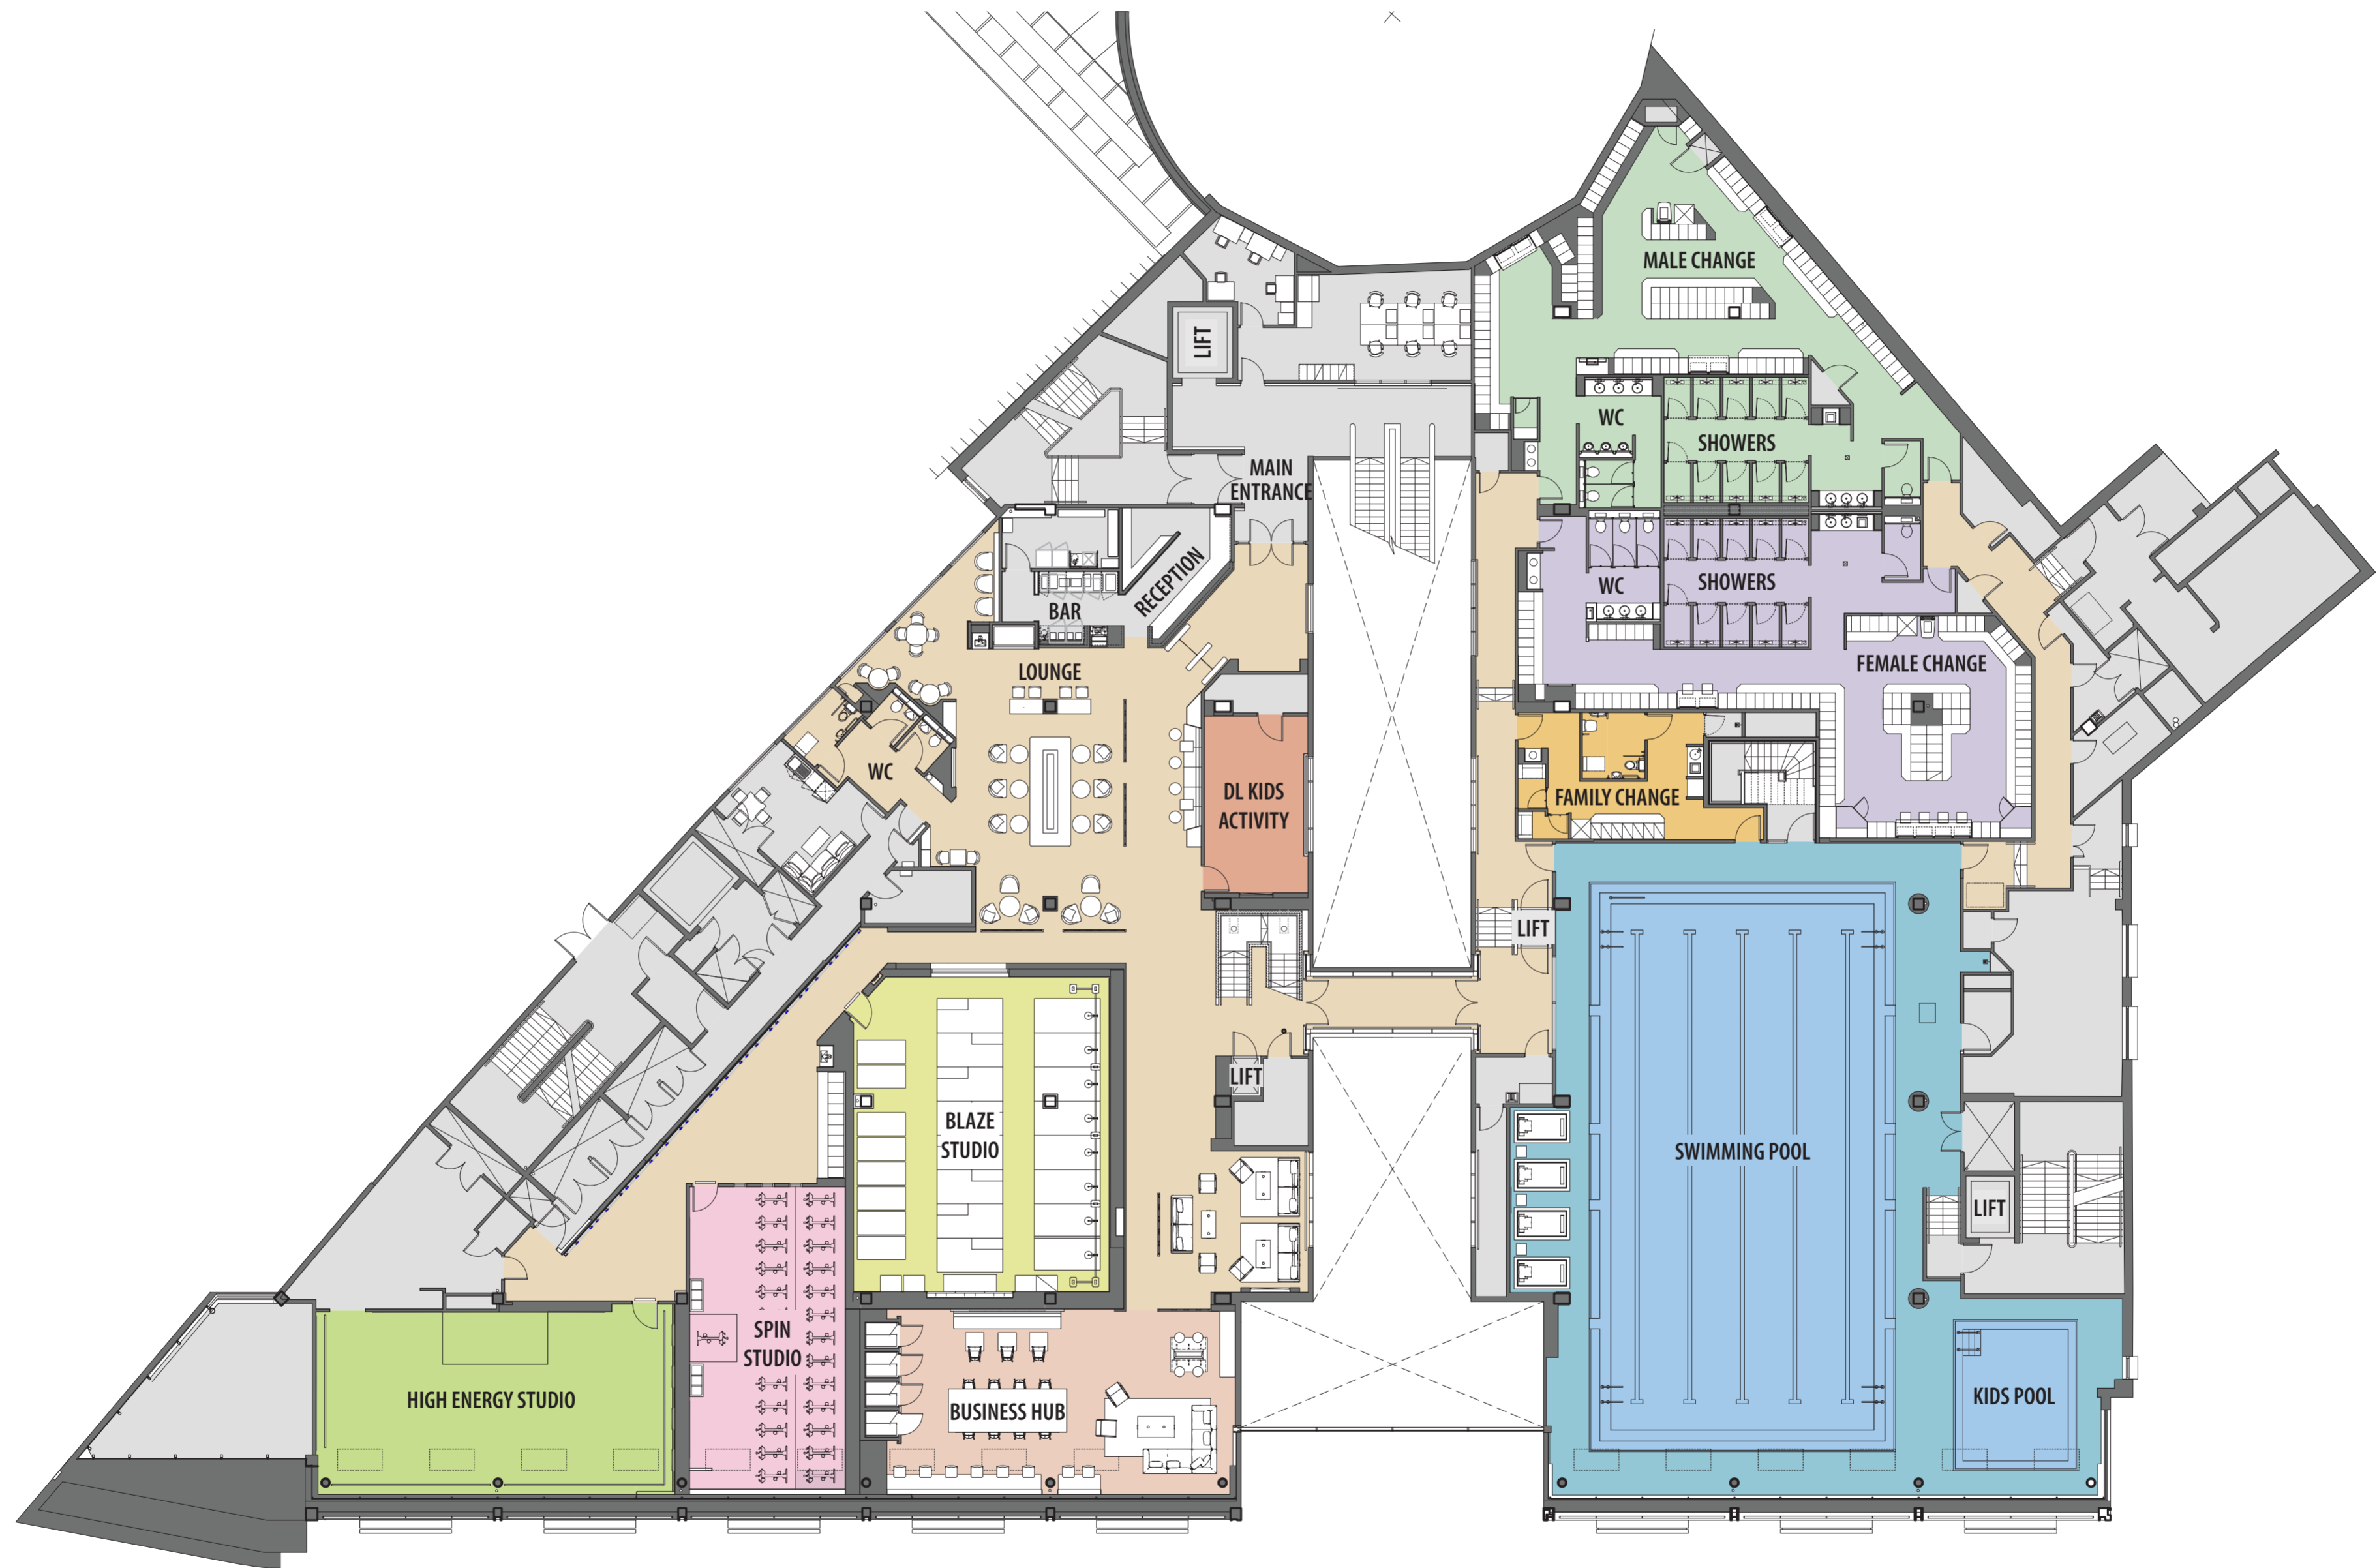 MALE CHANGE
LIFT
WC
SHOWERS
MAIN
ENTRANCE
RECEPTION
BAR
WC
SHOWERS
LOUNGE
FEMALE CHANGE
WC
DL KIDS
ACTIVITY
FAMILY CHANGE
LIFT
LIFT
BLAZE
STUDIO
SWIMMING POOL
LIFT
SPIN
STUDIO
HIGH ENERGY STUDIO
BUSINESS HUB
KIDS POOL